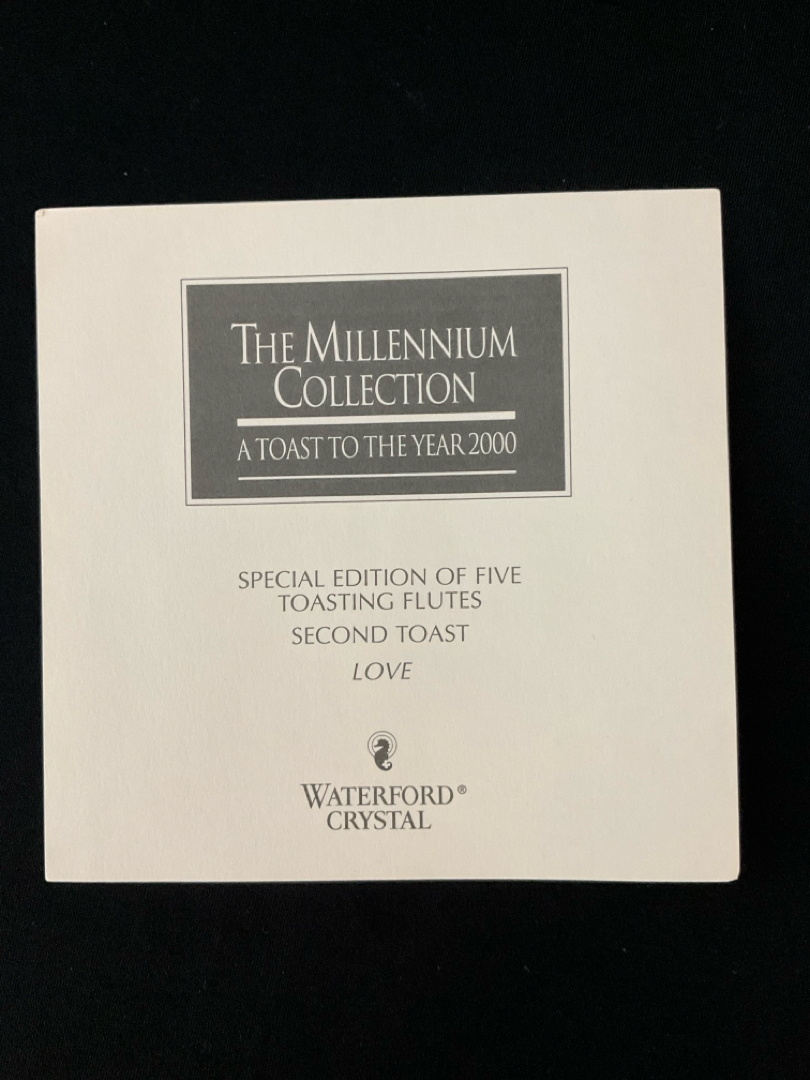 THE MILLENNIUM
COLLECTION
A TOAST TO THE YEAR 2000
SPECIAL EDITION OF FIVE
TOASTING FLUTES
SECOND TOAST
LOVE
WATERFORD®
CRYSTAL